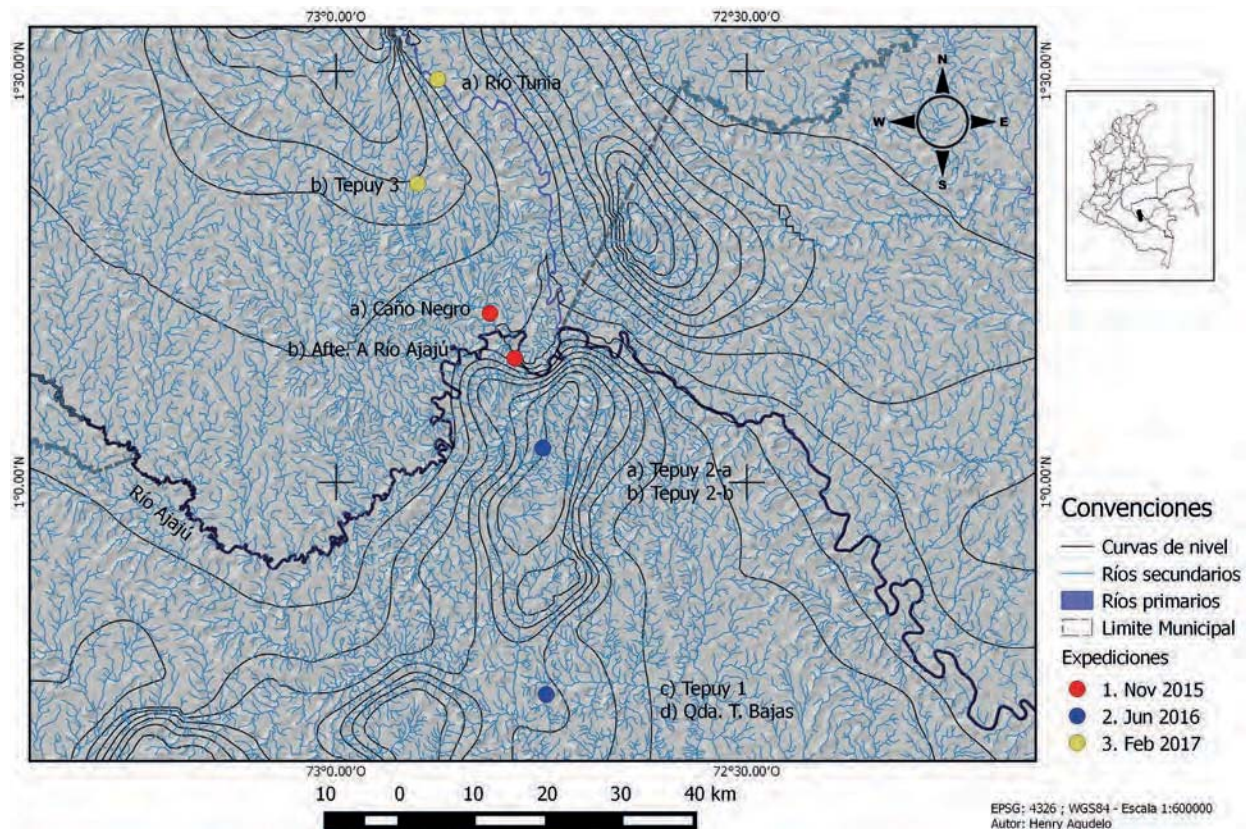 73°0.00'O
72°30.00'O
1°30.00'N
1°30.00'N
a) Río Tunia
N
W
E
S
b) Tepuy 3
a) Caño Negro
b) Afte. A Río Ajajú
a) Tepuy 2-a
b) Tepuy 2-b
1°0.00'N
1°0.00'N
Río Ajajú
c) Tepuy 1
d) Qda. T. Bajas
73°0.00'O
72°30.00'O
10 0 10 20 30 40 km
Convenciones
Curvas de nivel
Ríos secundarios
Ríos primarios
Limite Municipal
Expediciones
1. Nov 2015
2. Jun 2016
3. Feb 2017
EPSG: 4326 ; WGS84 - Escala 1:600000
Autor: Henry Agudelo